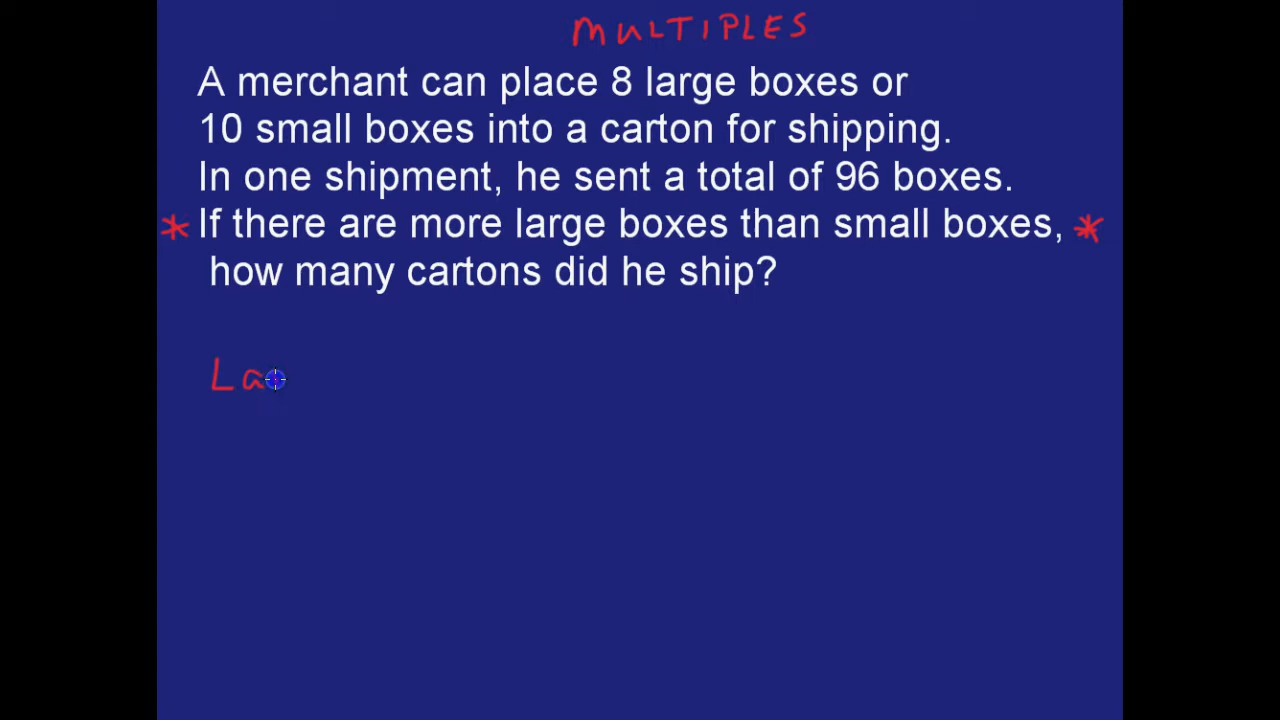 MULTIPLES
A merchant can place 8 large boxes or
10 small boxes into a carton for shipping.
In one shipment, he sent a total of 96 boxes.
* If there are more large boxes than small boxes, *
how many cartons did he ship?
La